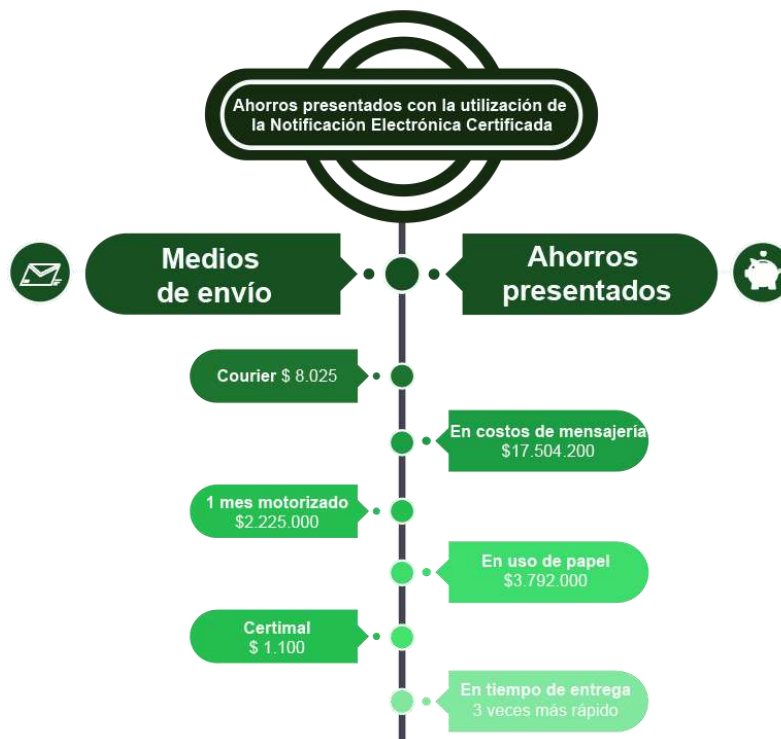 Ahorros presentados con la utilización de
la Notificación Electrónica Certificada
Medios
de envío
Ahorros
presentados
Courier $ 8.025
En costos de mensajería
$17.504.200
1 mes motorizado
$2.225.000
En uso de papel
$3.792.000
Certimal
$ 1.100
En tiempo de entrega
3 veces más rápido